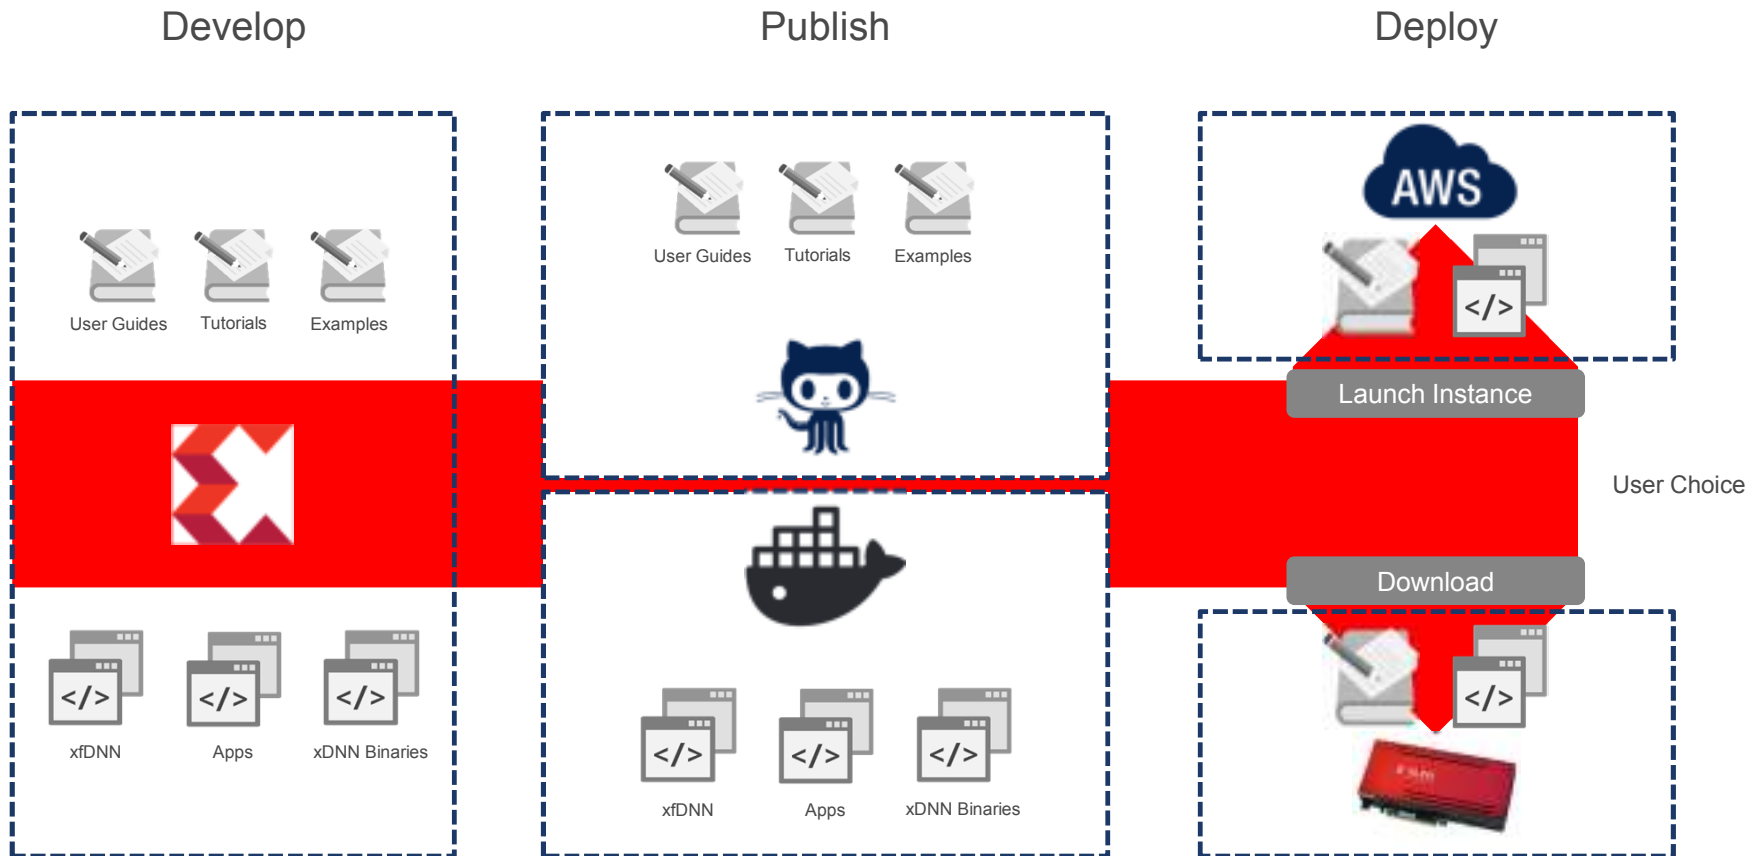 Develop
Publish
Deploy
User Guides
Tutorials
Examples
xfDNN
Apps
xDNN Binaries
User Guides
Tutorials
Examples
xfDNN
Apps
xDNN Binaries
AWS
</>
Launch Instance
User Choice
Download
</>